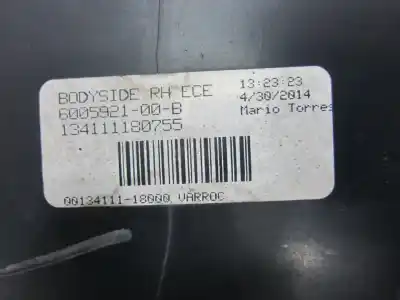 BODYSIDE RH ECE
6005921-00-B
134111180755
13:23:23
4/30/2014
Mario Torres
00134111-18000 VARROC